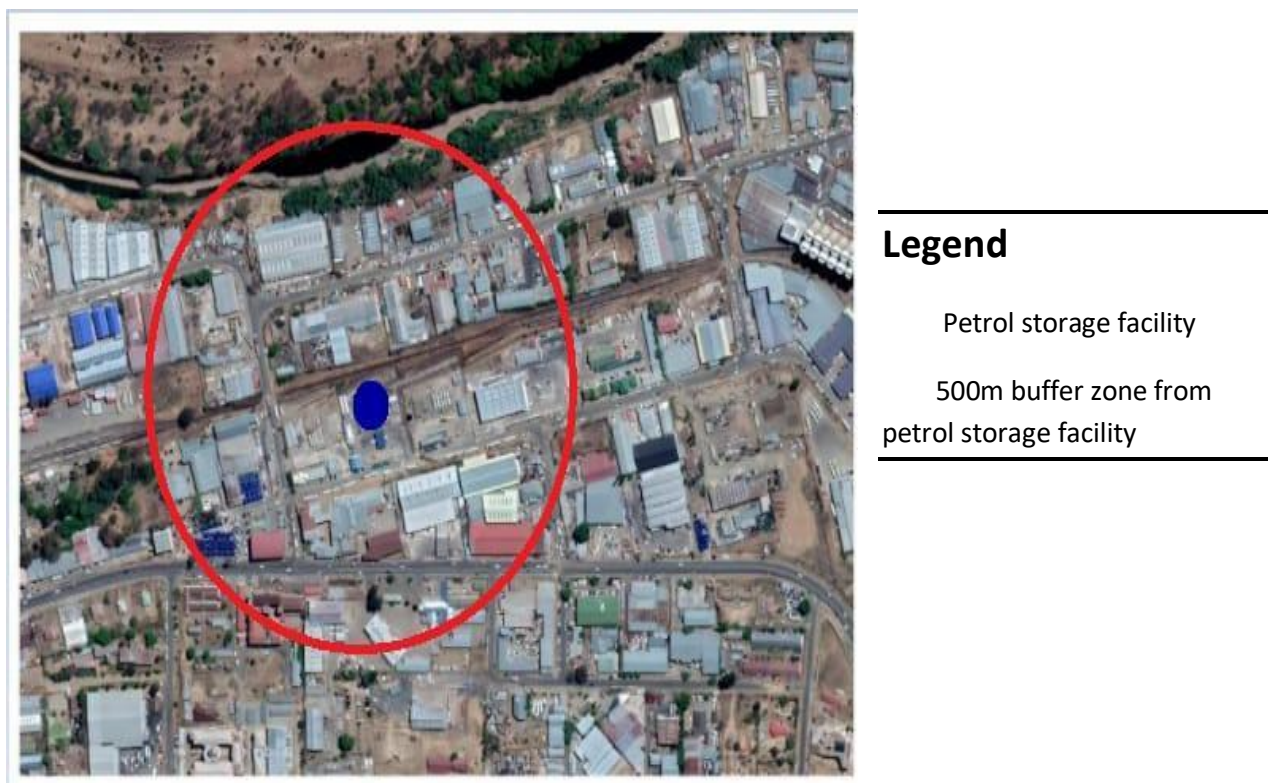 Legend
Petrol storage facility
500m buffer zone from
petrol storage facility